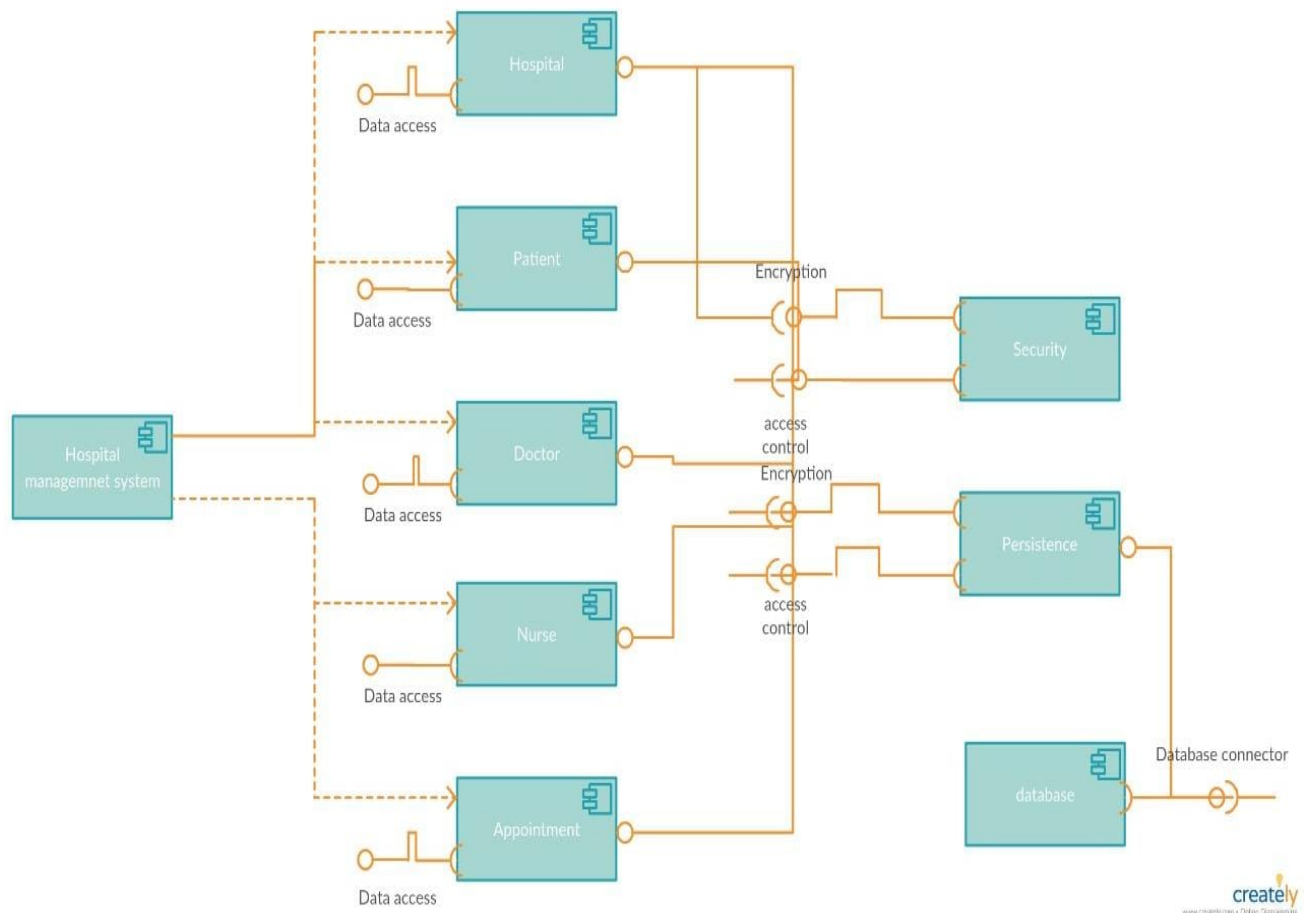 Hospital
Data access
Patient
Encryption
Data access
Security
access
control
Hospital
managemnet system
Doctor
Encryption
Data access
Persistence
access
control
Nurse
Data access
Database connector
database
Appointment
Data access
creately